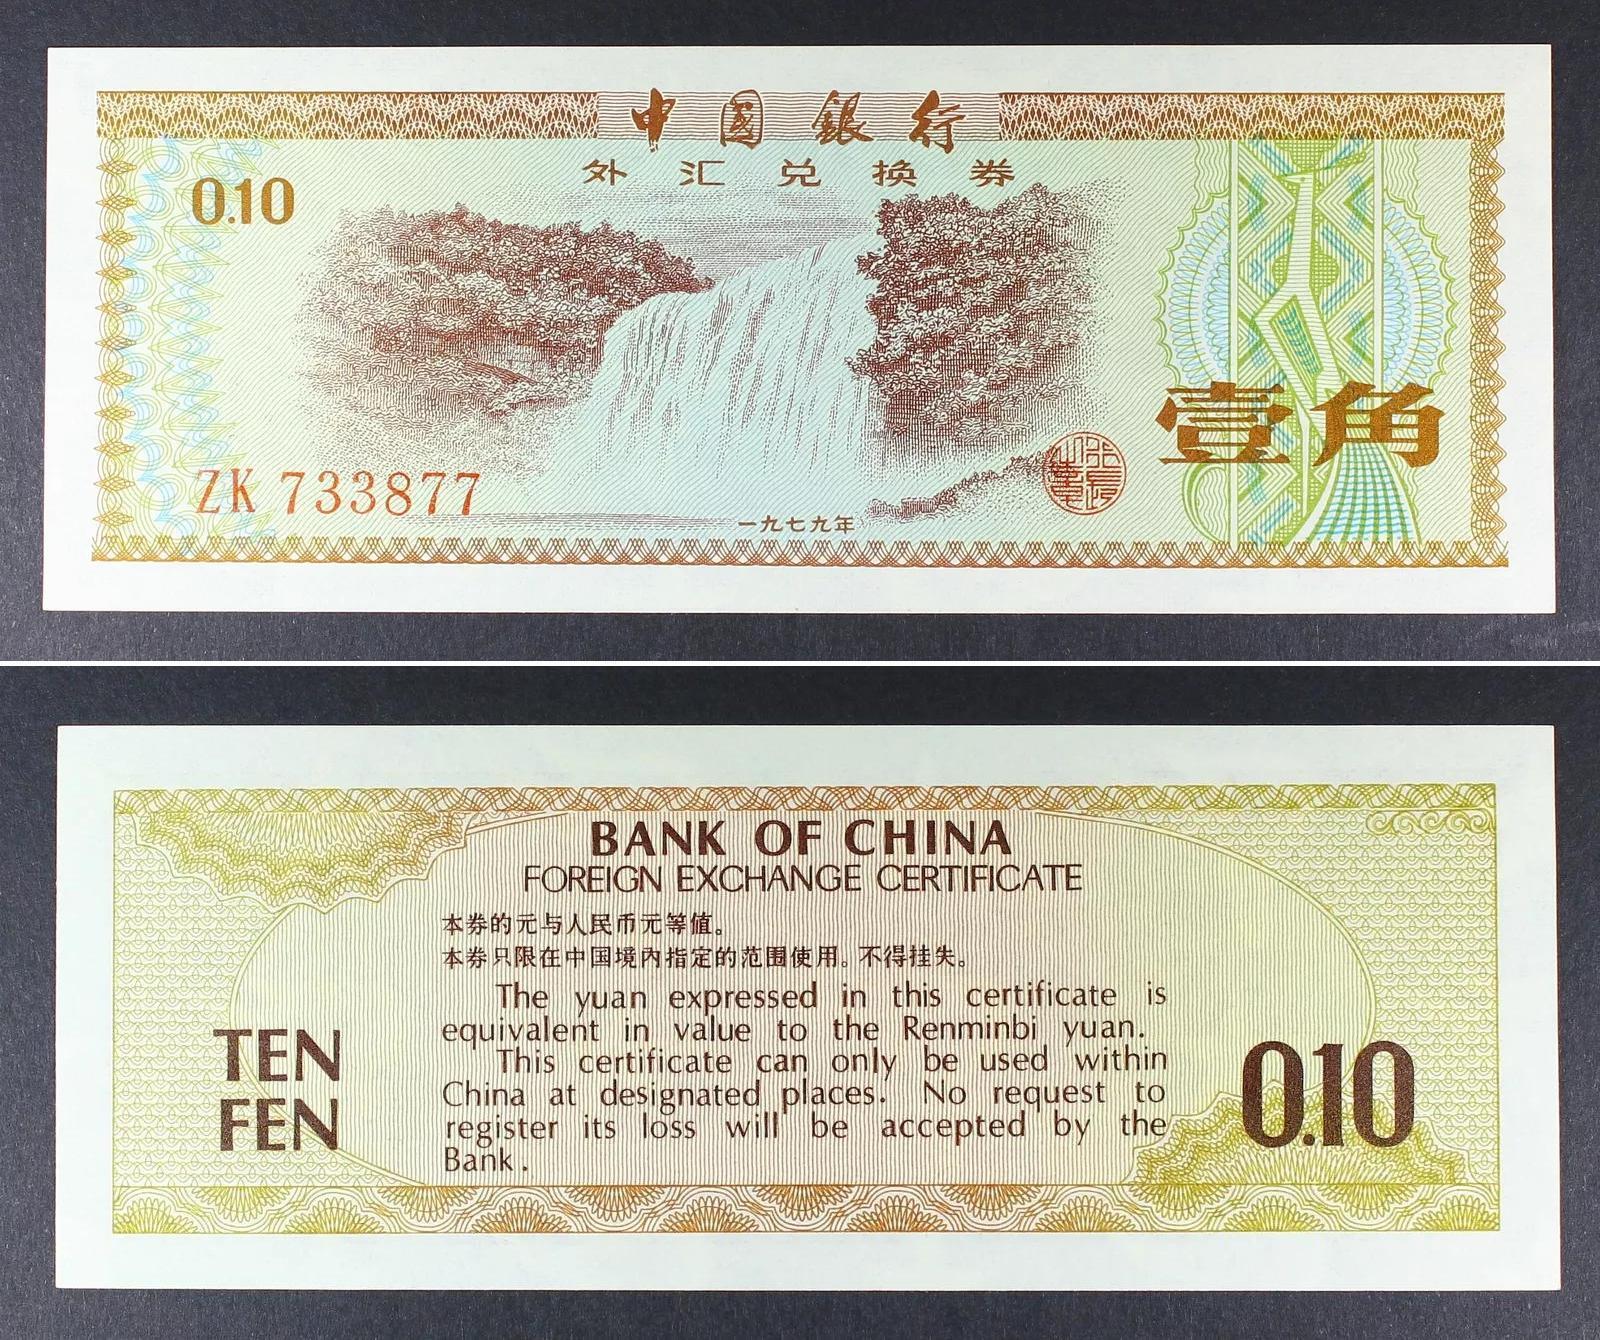 中國銀行
外汇兑换券
0.10
壹角
ZK 733877
一九七九年
BANK OF CHINA
FOREIGN EXCHANGE CERTIFICATE
本券的元与人民币元等値。
本券只限在中国境内指定的范围使用。不得挂失。
The yuan expressed in this certificate is
equivalent in value to the Renminbi yuan.
This certificate can only be used within
China at designated places. No request to
register its loss will be accepted by the
Bank.
TEN
FEN
0.10